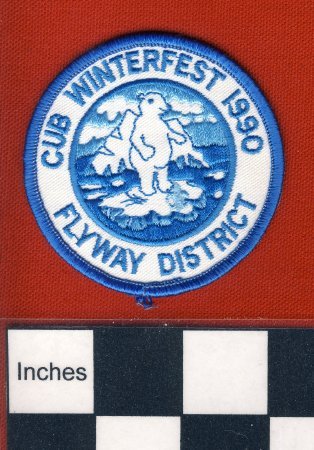 CUB WINTERFEST 1990
FLYWAY DISTRICT
Inches